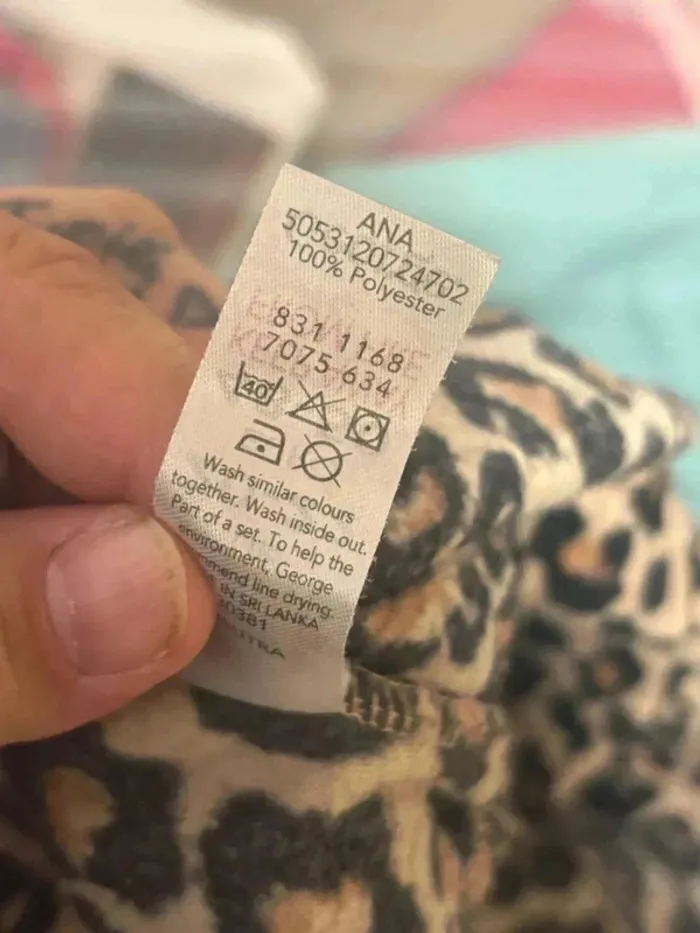 ANA
5053120724702
100% Polyester
831 1168
7075 634
40
Wash similar colours
together. Wash inside out.
Part of a set. To help the
environment, George
line drying.
IN SRI LANKA